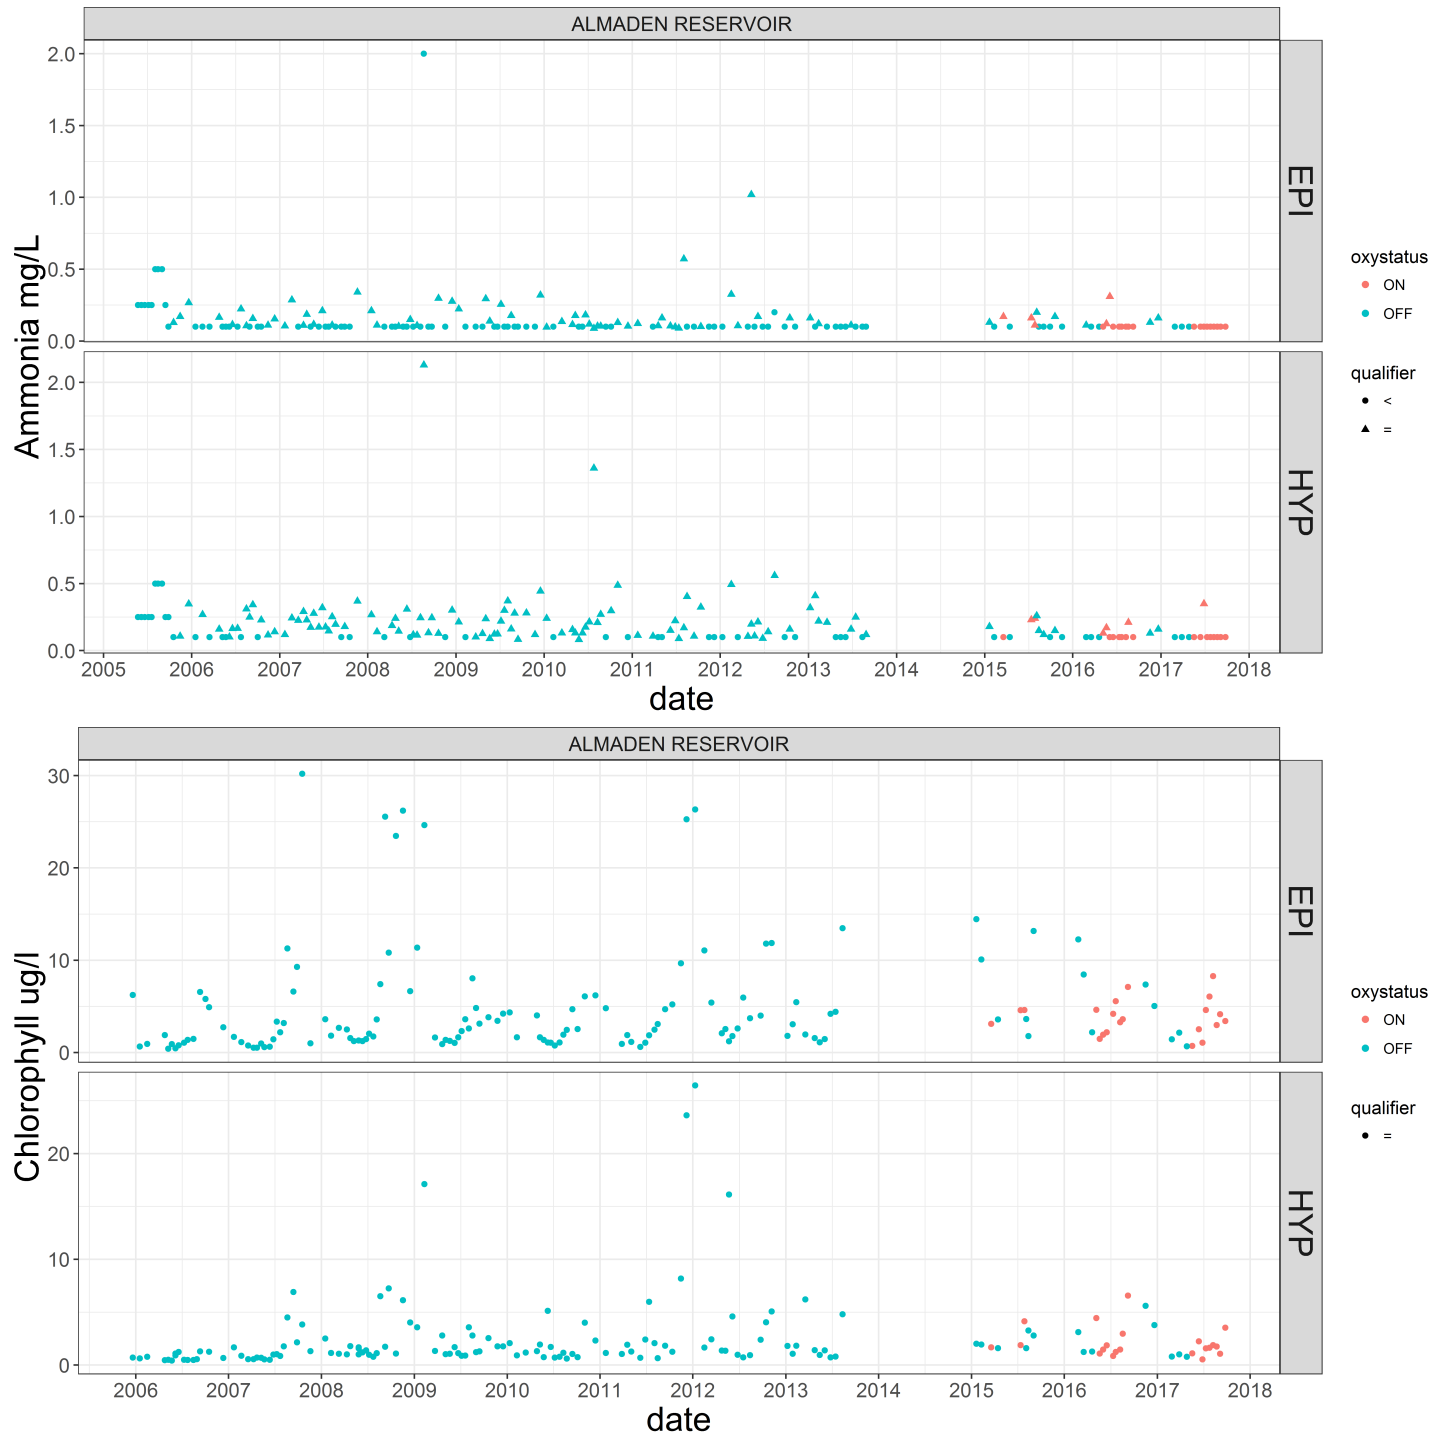 ALMADEN RESERVOIR
Ammonia mg/L
2.0
1.5
1.0
0.5
0.0
EPI
2.0
1.5
1.0
0.5
0.0
HYP
2005 2006 2007 2008 2009 2010 2011 2012 2013 2014 2015 2016 2017 2018
date
oxystatus
ON
OFF
qualifier
<
=
ALMADEN RESERVOIR
Chlorophyll ug/l
30
20
10
0
EPI
20
10
0
HYP
2006 2007 2008 2009 2010 2011 2012 2013 2014 2015 2016 2017 2018
date
oxystatus
ON
OFF
qualifier
=